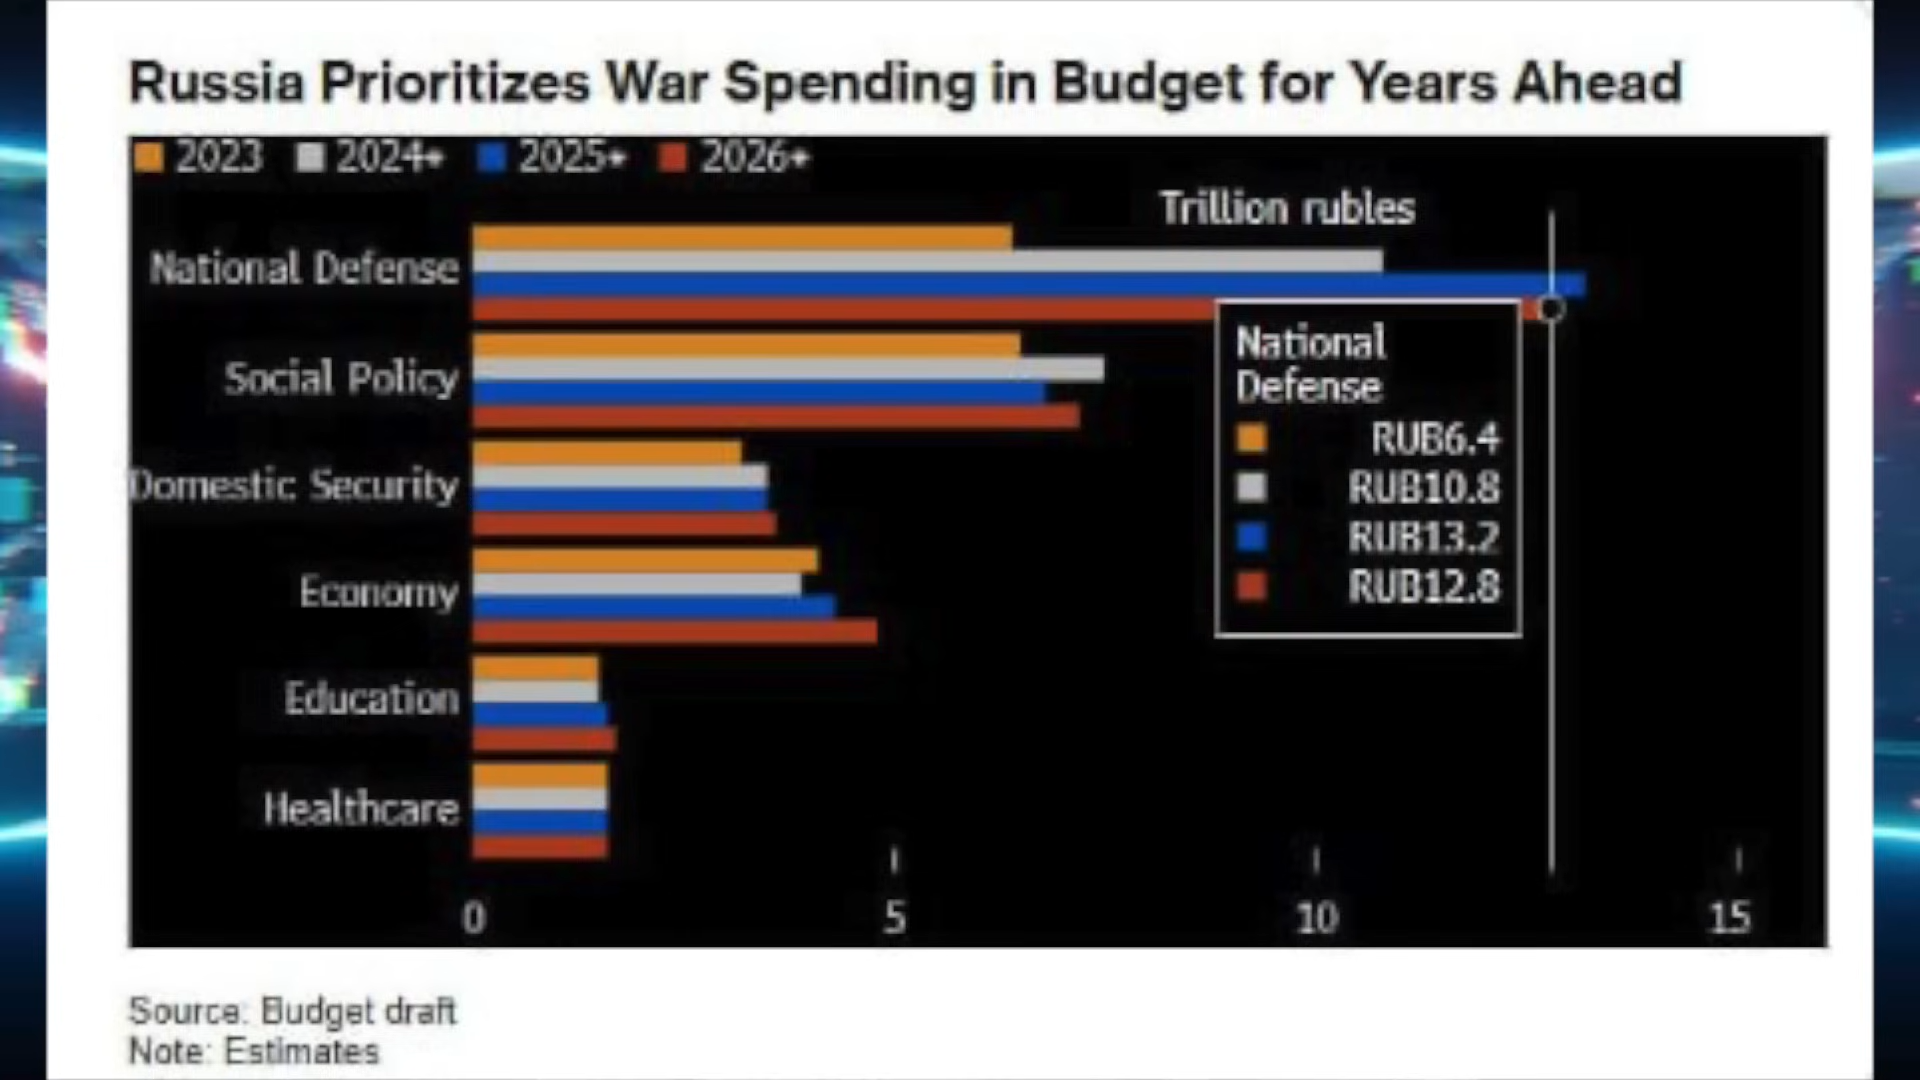 Russia Prioritizes War Spending in Budget for Years Ahead
2023 2024+ 2025+ 2026+
Trillion rubles
National Defense
Social Policy
Domestic Security
Economy
Education
Healthcare
National
Defense
RUB6.4
RUB10.8
RUB13.2
RUB12.8
0 5 10 15
Source: Budget draft
Note: Estimates